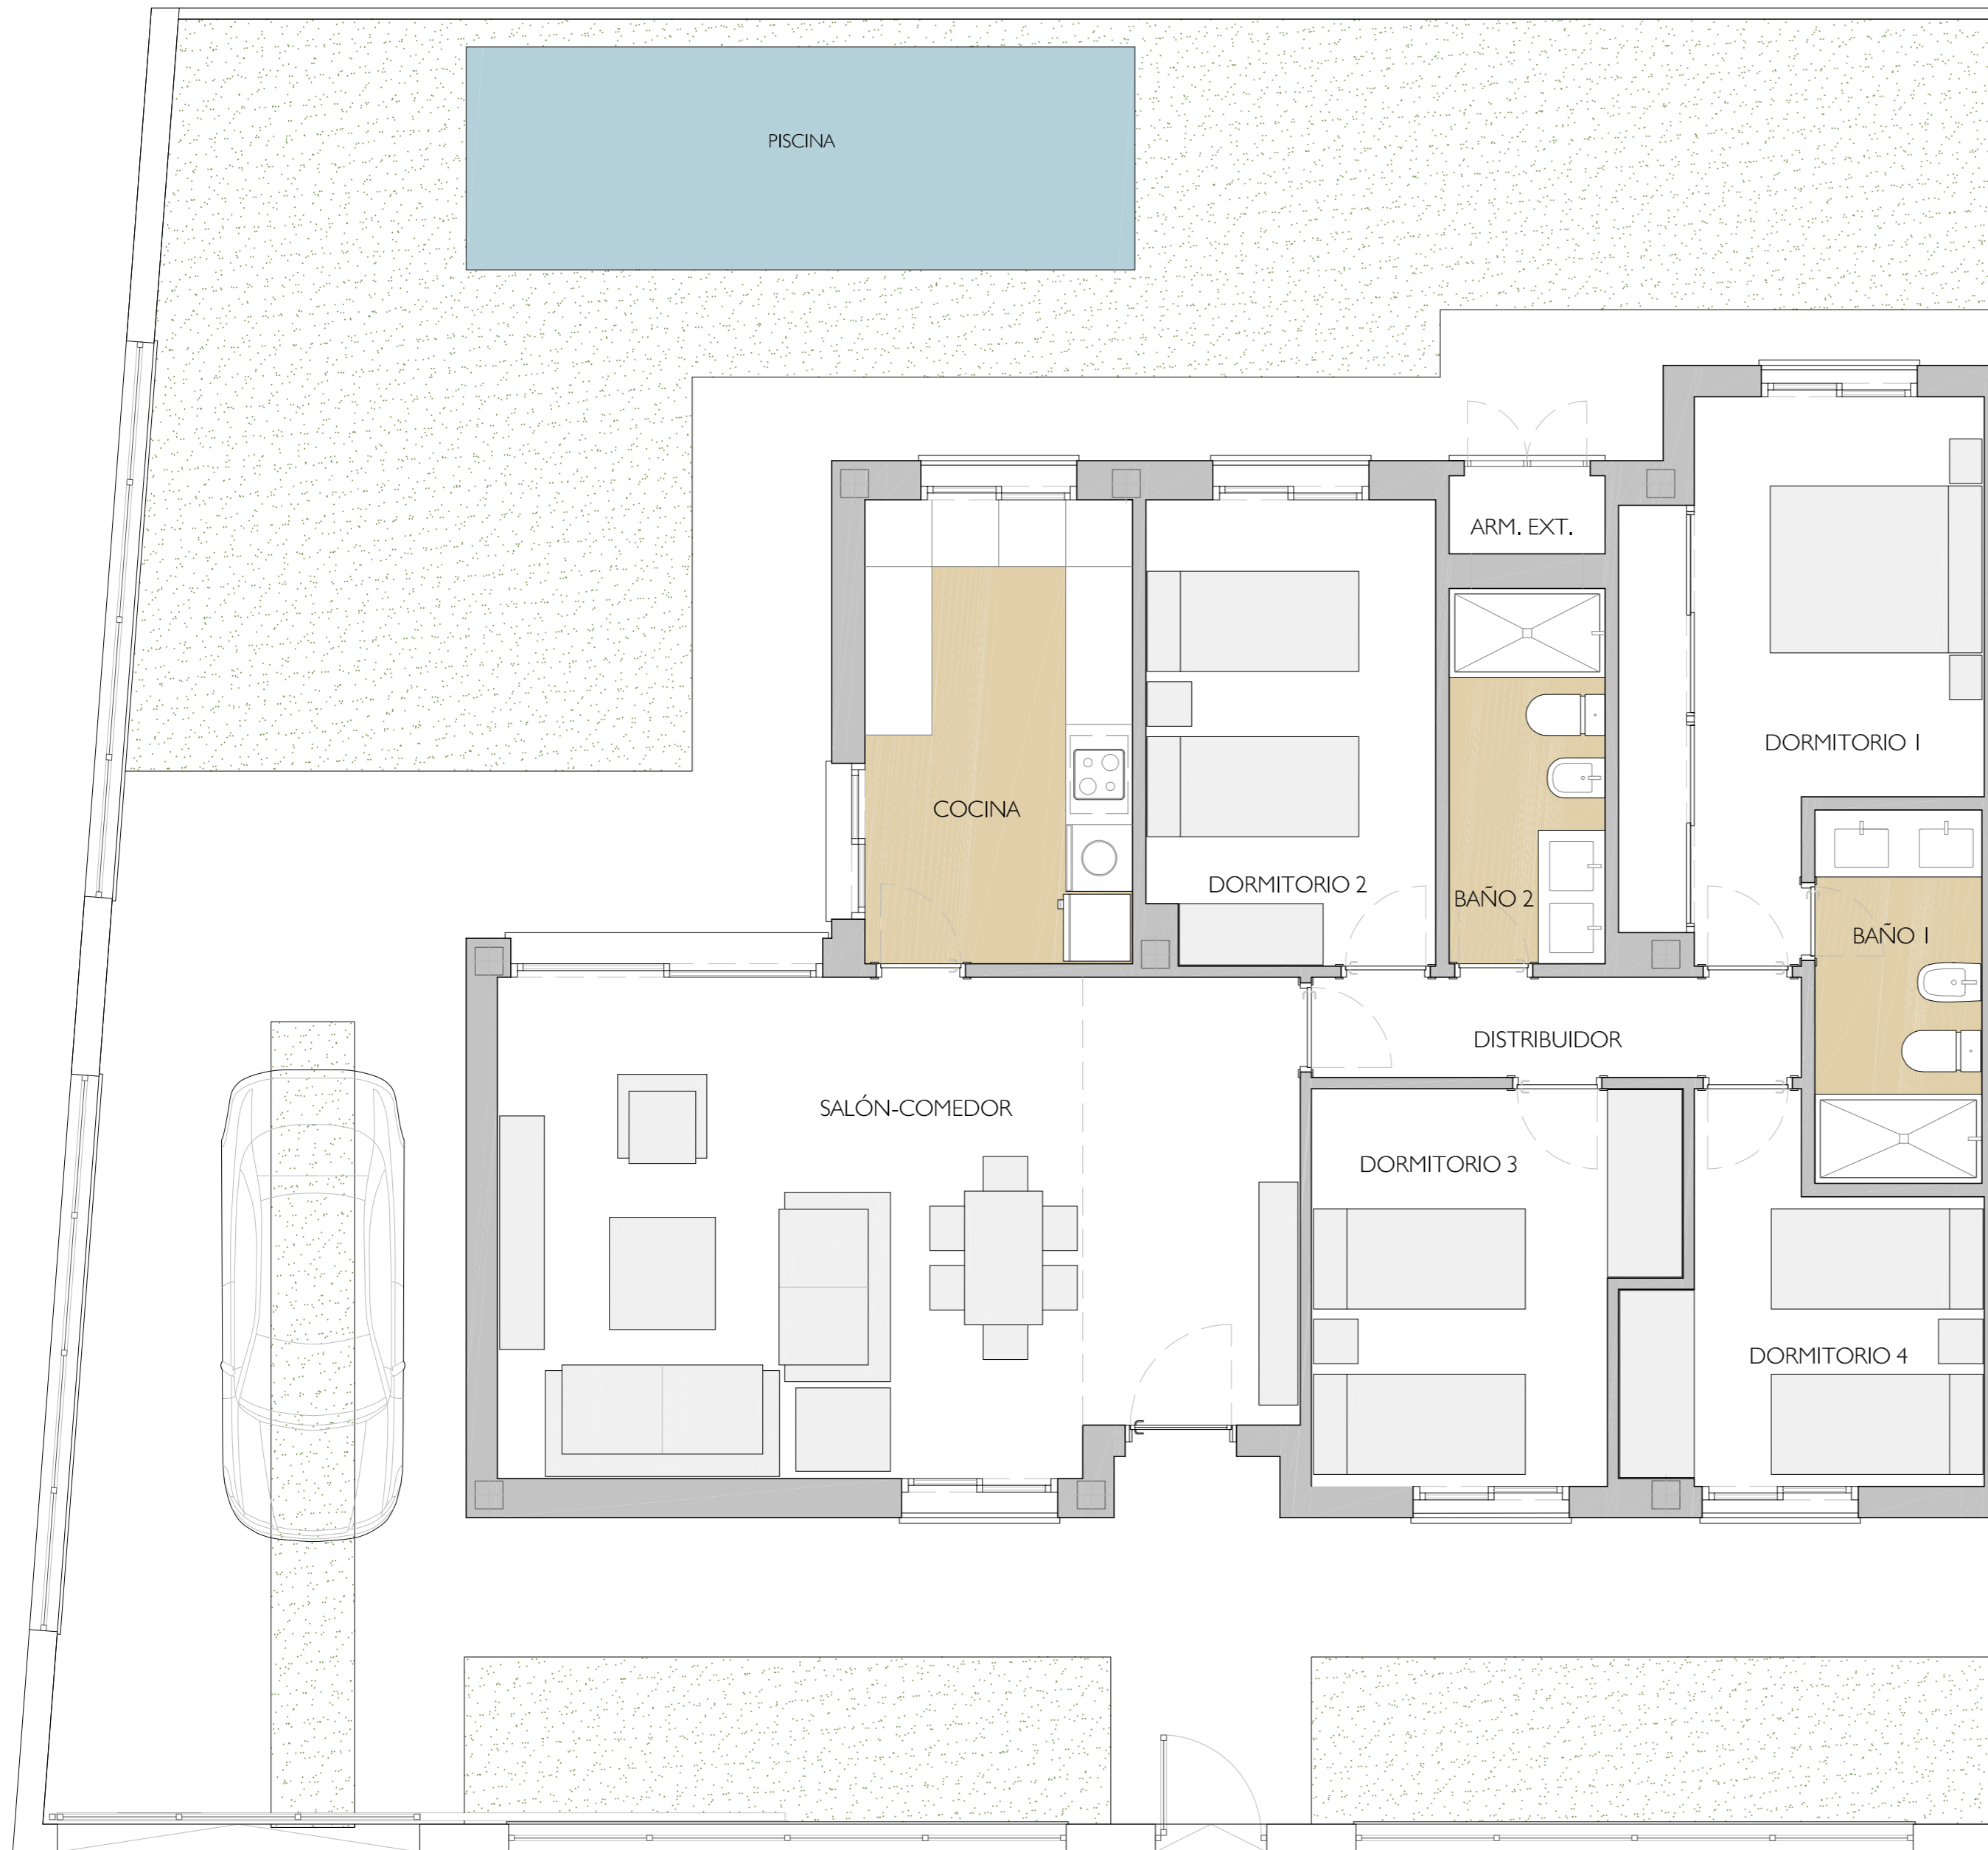 PISCINA
ARM. EXT.
DORMITORIO 1
COCINA
DORMITORIO 2
BAÑO 2
BAÑO 1
DISTRIBUIDOR
SALÓN-COMEDOR
DORMITORIO 3
DORMITORIO 4